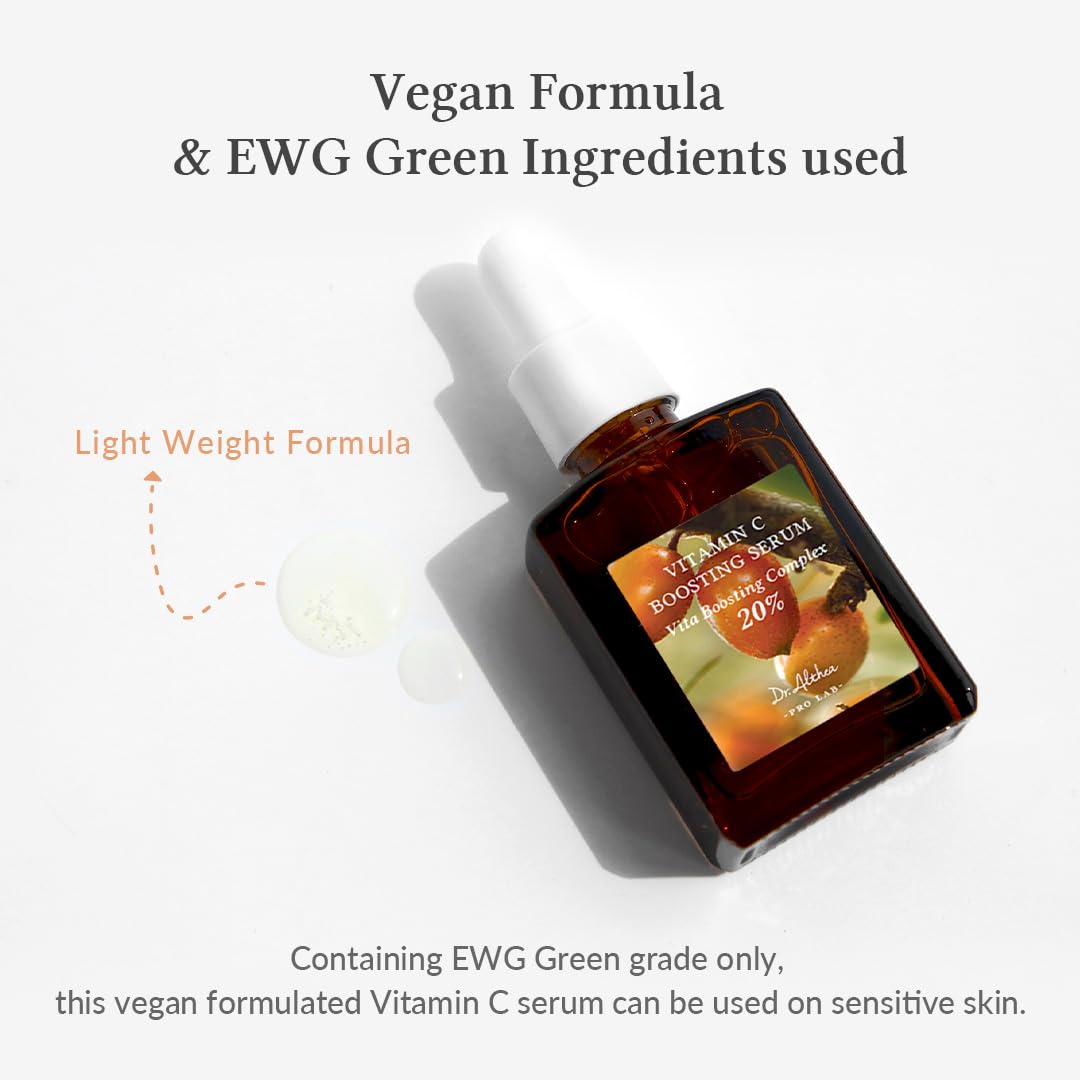 Vegan Formula
& EWG Green Ingredients used
Light Weight Formula
VITAMIN C
BOOSTING SERUM
Vita Boosting Complex
20%
Dr. Althea
-PRO LAB-
Containing EWG Green grade only,
this vegan formulated Vitamin C serum can be used on sensitive skin.